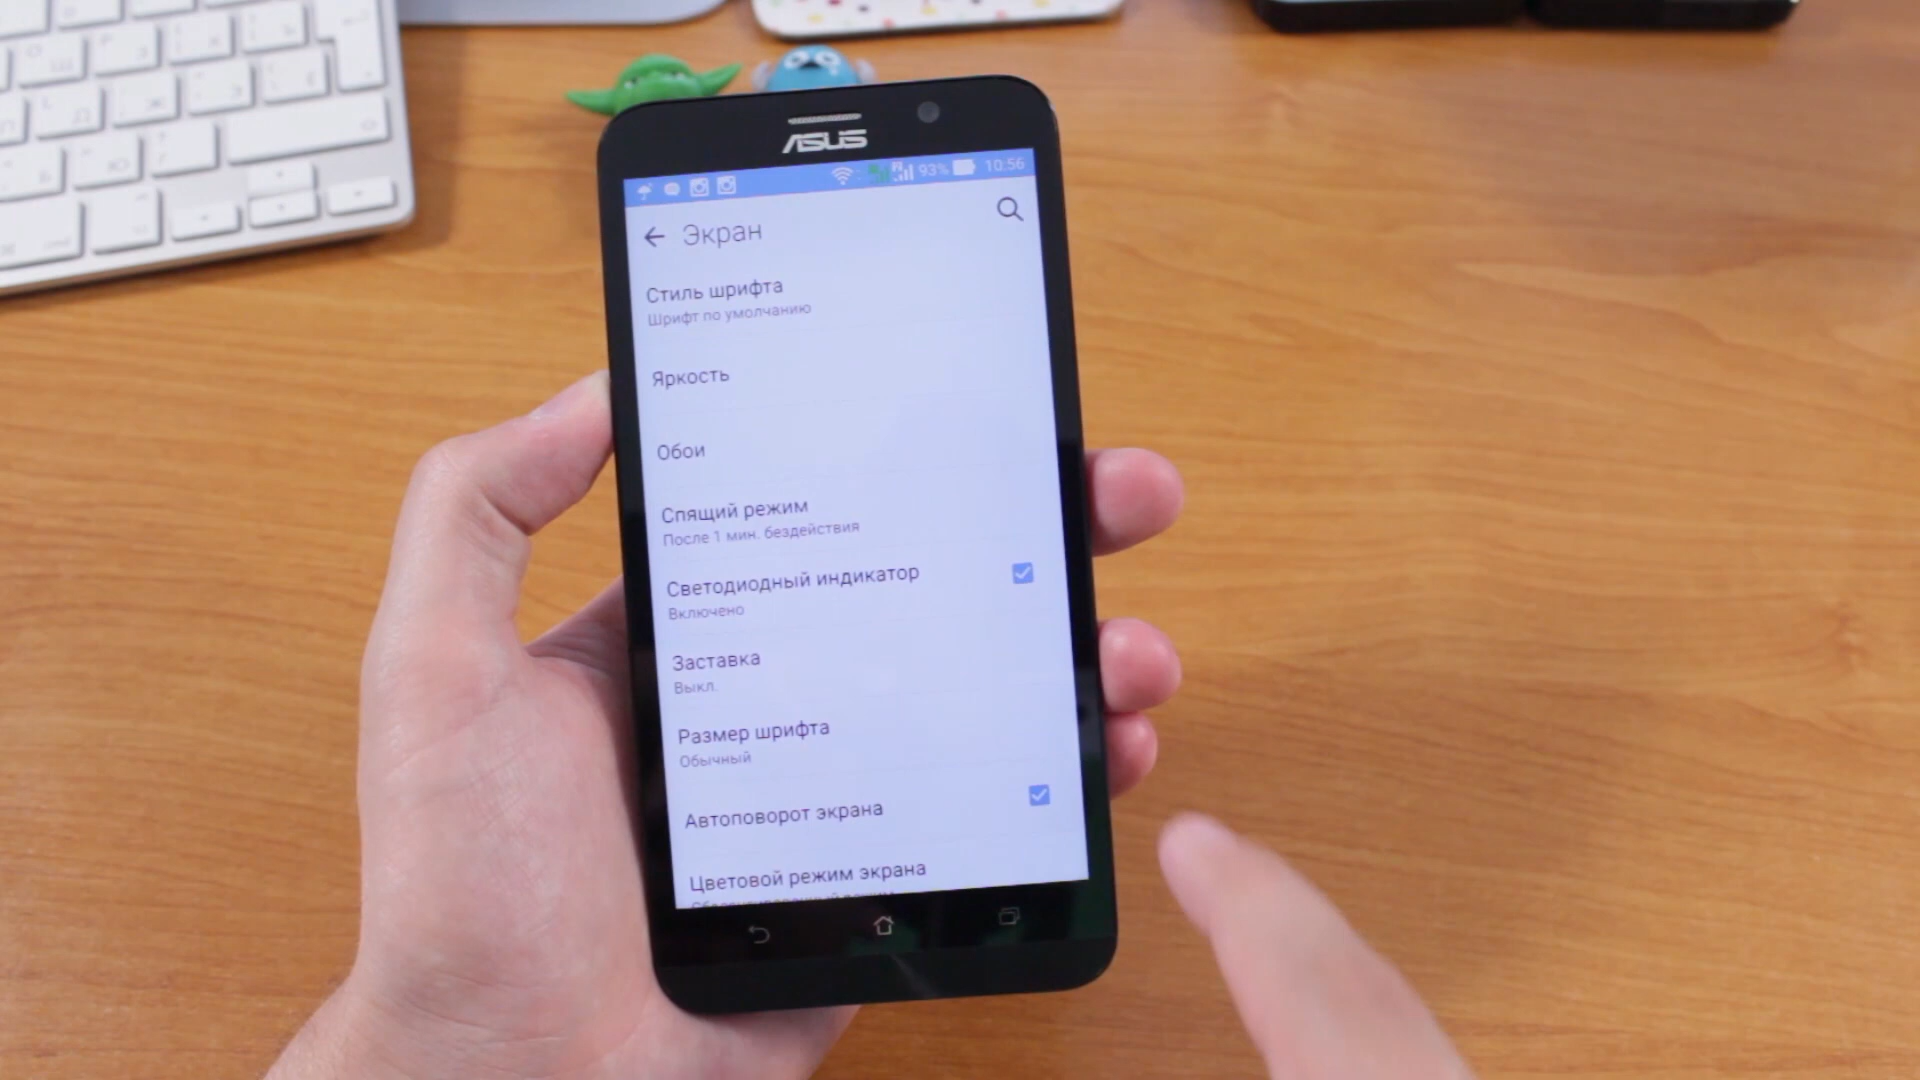 ASUS
93% 10:56
Экран
Стиль шрифта
Шрифт по умолчанию
Яркость
Обои
Спящий режим
После 1 мин. бездействия
Светодиодный индикатор
Включено
Заставка
Выкл.
Размер шрифта
Обычный
Автоповорот экрана
Цветовой режим экрана